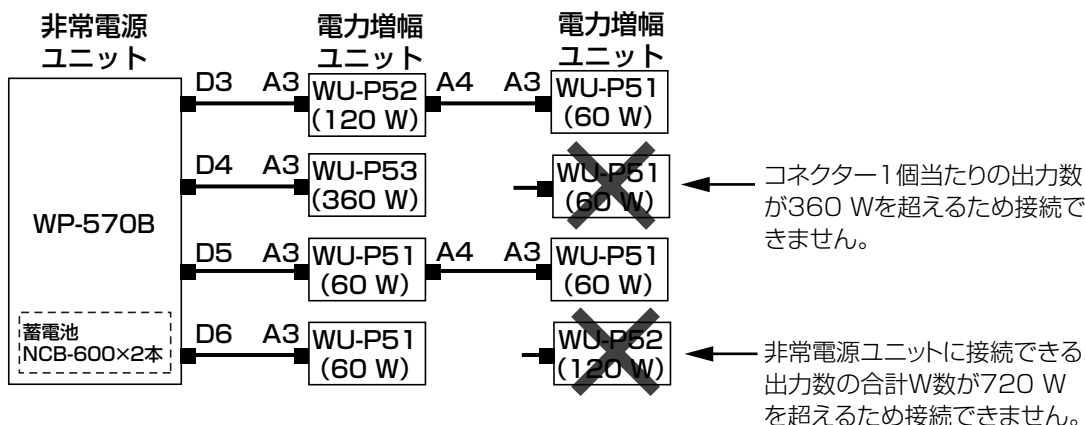 非常電源
ユニット
電力増幅
ユニット
電力増幅
ユニット
D3 A3 WU-P52 A4 A3 WU-P51
(120 W) (60 W)
D4 A3 WU-P53 WU-P51
(360 W) (60 W)
コネクター1個当たりの出力数
が360 Wを超えるため接続で
きません。
WP-570B
D5 A3 WU-P51 A4 A3 WU-P51
(60 W) (60 W)
蓄電池
NCB-600×2本
D6 A3 WU-P51 WU-P52
(60 W) (120 W)
非常電源ユニットに接続できる
出力数の合計W数が720 W
を超えるため接続できません。